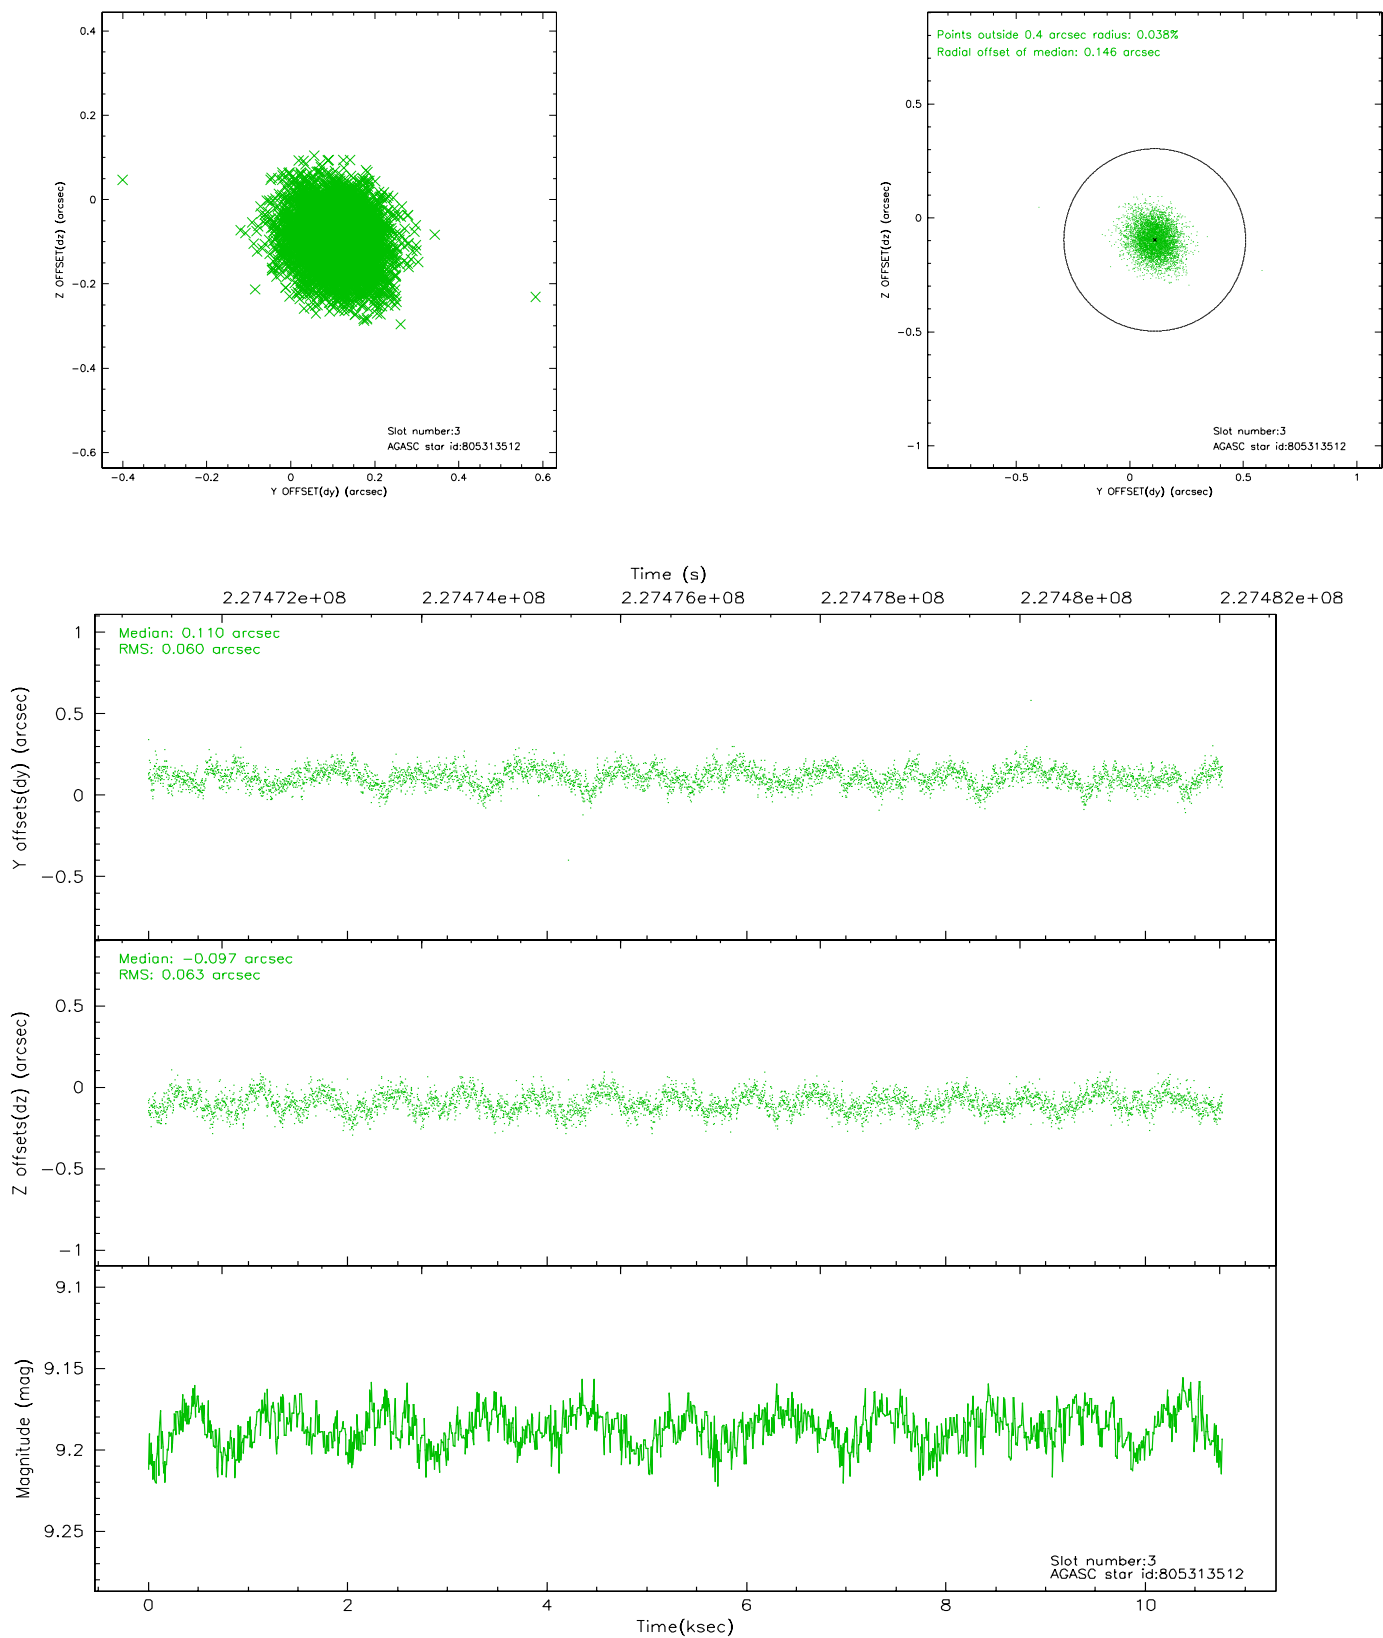 0.4
0.2
0
−0.2
−0.4
−0.6
Z OFFSET(dz) (arcsec)
−0.4
−0.2
0
0.2
0.4
0.6
Y OFFSET(dy) (arcsec)
Slot number:3
AGASC star id:805313512
Points outside 0.4 arcsec radius: 0.038%
Radial offset of median: 0.146 arcsec
0.5
0
−0.5
−1
Z OFFSET(dz) (arcsec)
−0.5
0
0.5
1
Y OFFSET(dy) (arcsec)
Slot number:3
AGASC star id:805313512
Time (s)
2.27472e+08
2.27474e+08
2.27476e+08
2.27478e+08
2.2748e+08
2.27482e+08
Median: 0.110 arcsec
RMS: 0.060 arcsec
1
0.5
0
−0.5
Y offsets(dy) (arcsec)
Median: −0.097 arcsec
RMS: 0.063 arcsec
0.5
0
−0.5
−1
Z offsets(dz) (arcsec)
9.1
9.15
9.2
9.25
Magnitude (mag)
Slot number:3
AGASC star id:805313512
0
2
4
6
8
10
Time(ksec)